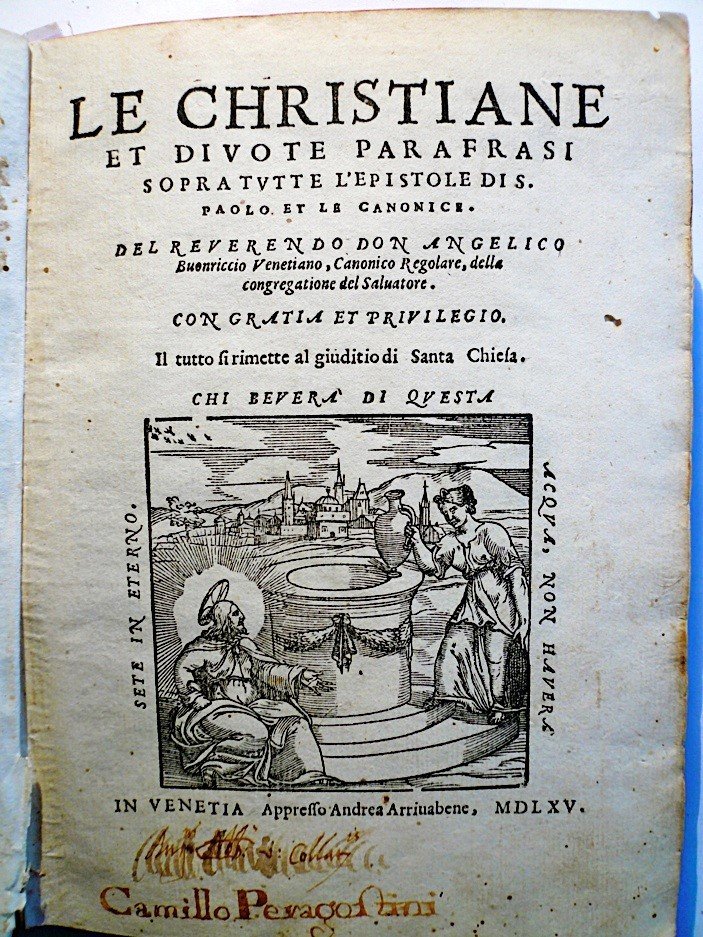 LE CHRISTIANE
ET DIVOTE PARAFRASI
SOPRA TVTTE L'EPISTOLE DI S.
PAOLO. ET LE CANONICE.
DEL REVERENDO DON ANGELICO
Buonriccio Venetiano, Canonico Regolare, della
congregatione del Saluatore.
CON GRATIA ET PRIVILEGIO.
Il tutto ſi rimette al giuditio di Santa Chieſa.
CHI BEVERA' DI QVESTA
ACQVA, NON HAVERA
SETE IN ETERNO.
IN VENETIA Appreſſo Andrea Arriuabene, MDLXV.
Camillo Peragoſtini